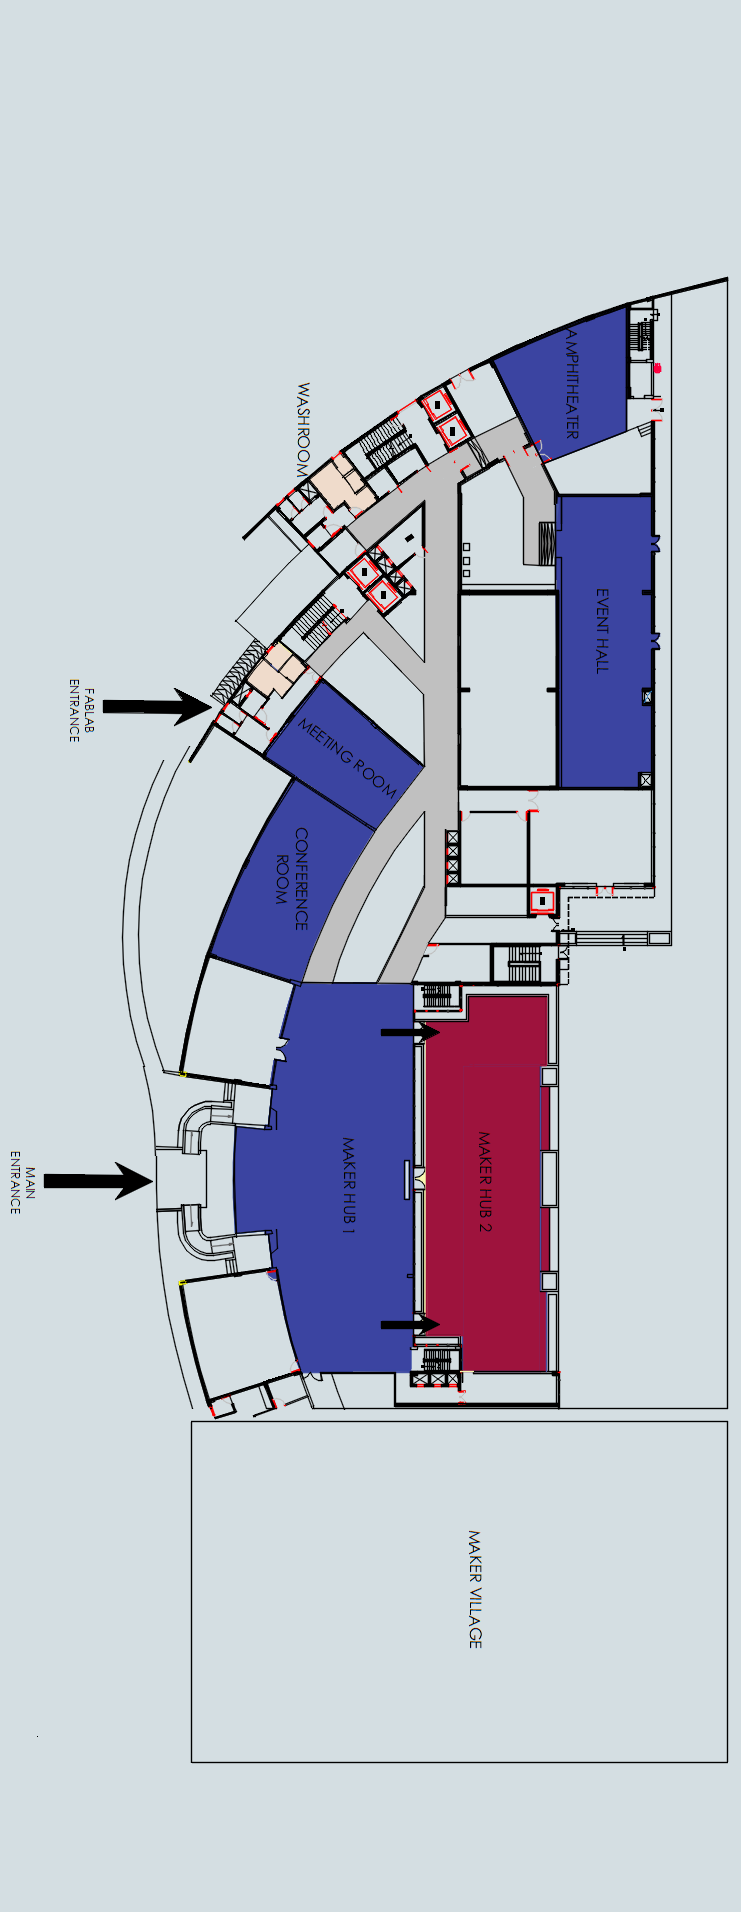 AMPHITHEATER
WASHROOM
EVENT HALL
FABLAB
ENTRANCE
MEETING ROOM
CONFERENCE
ROOM
MAKER HUB 1
MAKER HUB 2
MAIN
ENTRANCE
MAKER VILLAGE